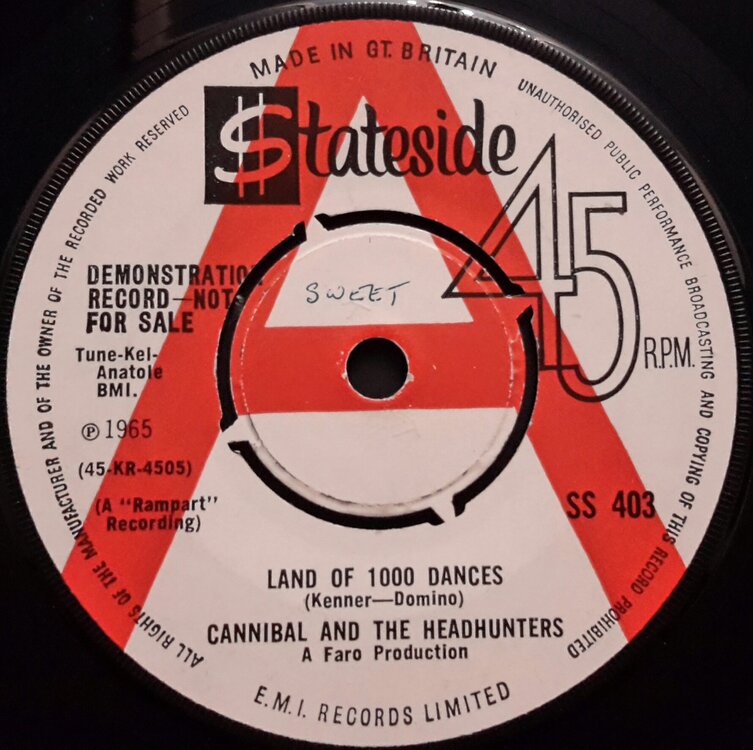 MADE IN GT. BRITAIN
ALL RIGHTS OF THE MANUFACTURER AND OF THE OWNER OF THE RECORDED WORK RESERVED
UNAUTHORISED PUBLIC PERFORMANCE BROADCASTING AND COPYING OF THIS RECORD PROHIBITED
$tateside
45
R.P.M.
DEMONSTRATION
RECORD—NOT
FOR SALE
SWEET
Tune-Kel-
Anatole
BMI.
℗ 1965
(45-KR-4505)
(A "Rampart"
Recording)
SS 403
LAND OF 1000 DANCES
(Kenner—Domino)
CANNIBAL AND THE HEADHUNTERS
A Faro Production
E.M.I. RECORDS LIMITED
A